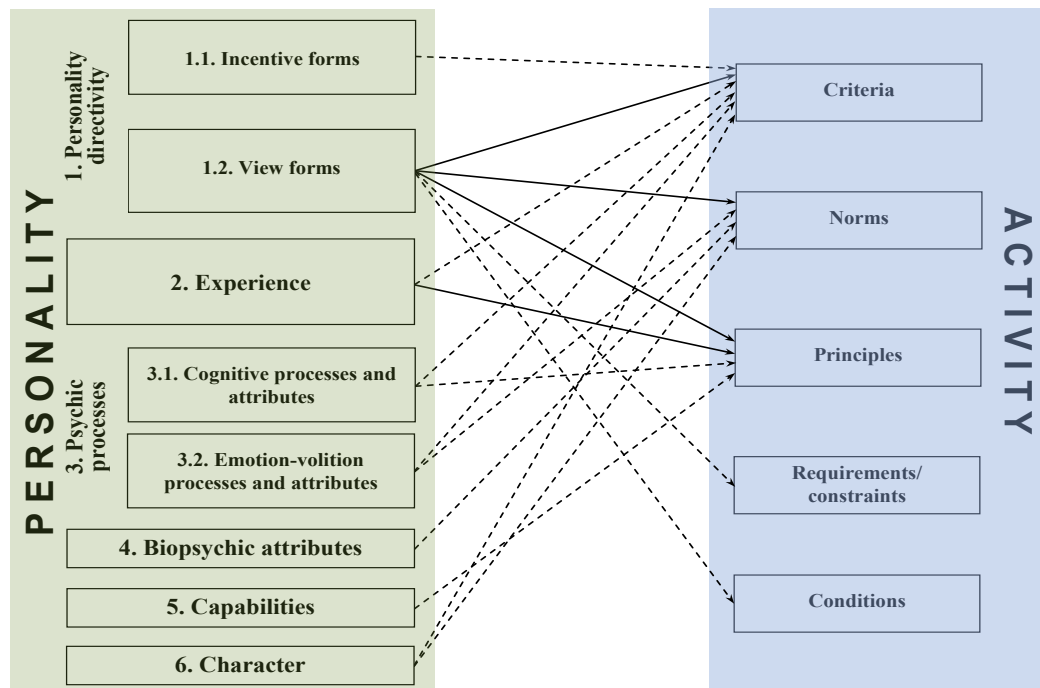 PERSONALITY
1. Personality
directivity
1.1. Incentive forms
1.2. View forms
2. Experience
3. Psychic
processes
3.1. Cognitive processes and
attributes
3.2. Emotion-volition
processes and attributes
4. Biopsychic attributes
5. Capabilities
6. Character
Criteria
Norms
Principles
Requirements/
constraints
Conditions
ACTIVITY